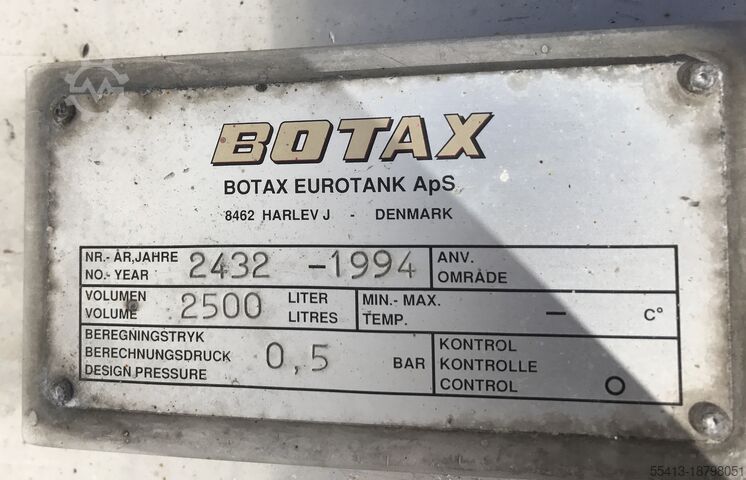 BOTAX
BOTAX EUROTANK ApS
8462 HARLEV J - DENMARK
NR.- ÅR,JAHRE
NO.- YEAR
2432 -1994
ANV.
OMRÅDE
VOLUMEN
VOLUME
2500
LITER
LITRES
MIN.- MAX.
TEMP.
– C°
BEREGNINGSTRYK
BERECHNUNGSDRUCK
DESIGN PRESSURE
0,5
BAR
KONTROL
KONTROLLE
CONTROL
O
55413-18798051